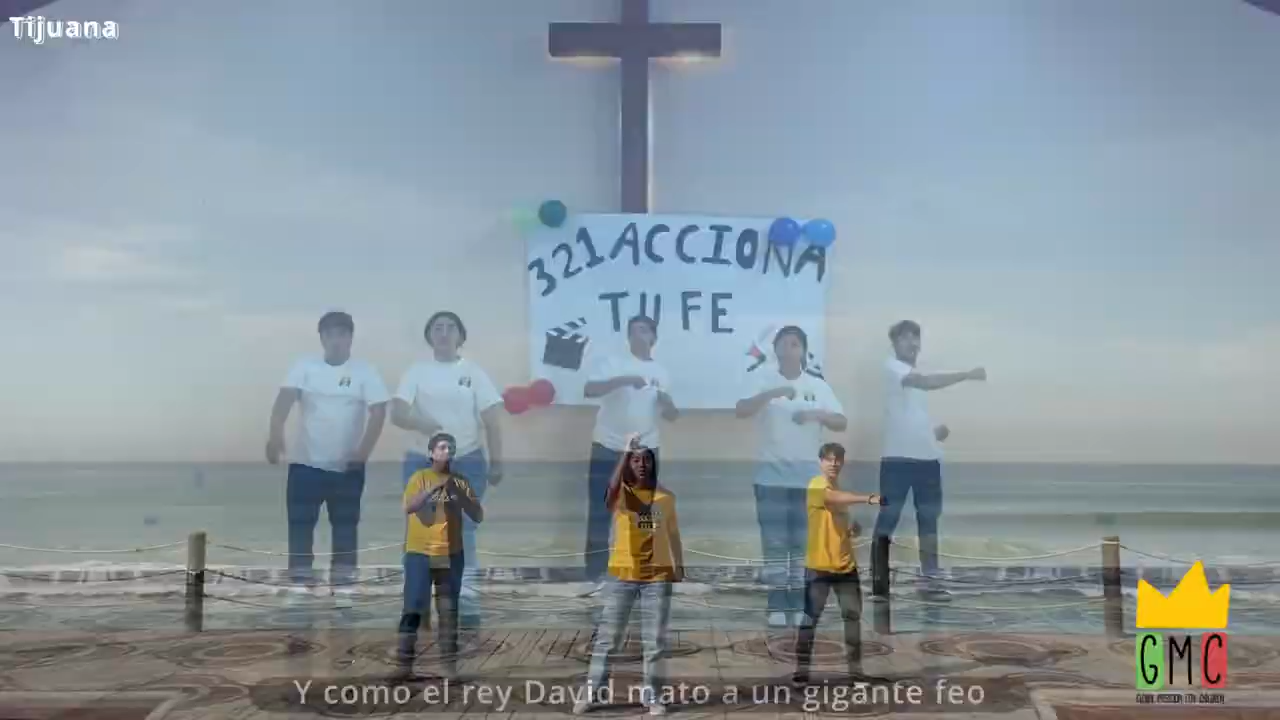 Tijuana
321 ACCIONA
TU FE
GMC
Y como el rey David mato a un gigante feo